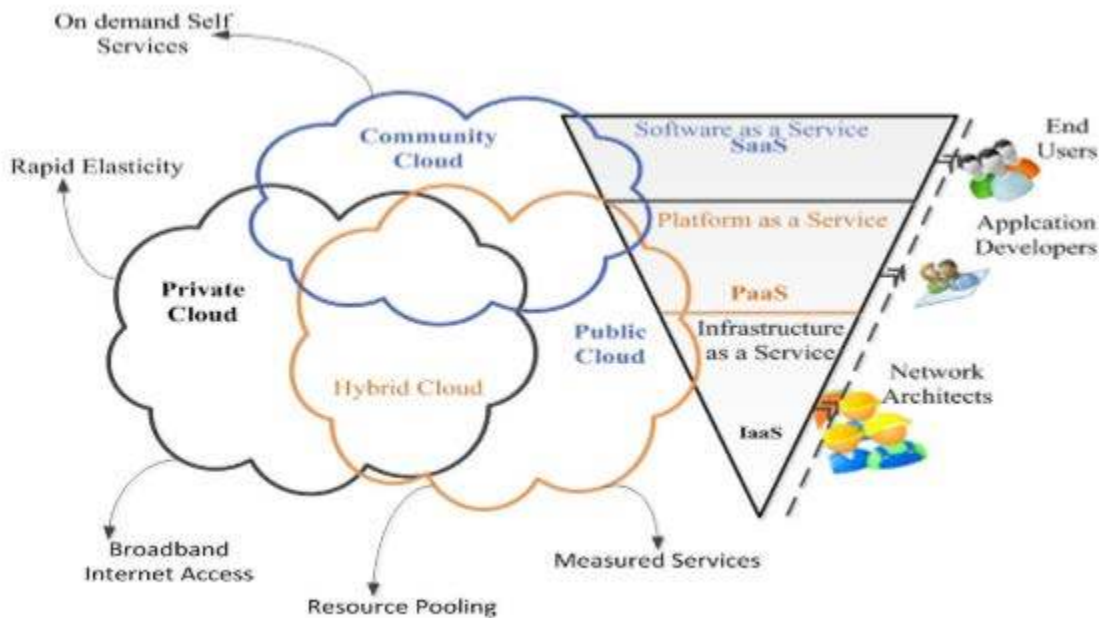 On demand Self
Services
Community
Cloud
Rapid Elasticity
Private
Cloud
Public
Cloud
Hybrid Cloud
Broadband
Internet Access
Resource Pooling
Measured Services
Software as a Service
SaaS
Platform as a Service
PaaS
Infrastructure
as a Service
IaaS
End
Users
Applcation
Developers
Network
Architects